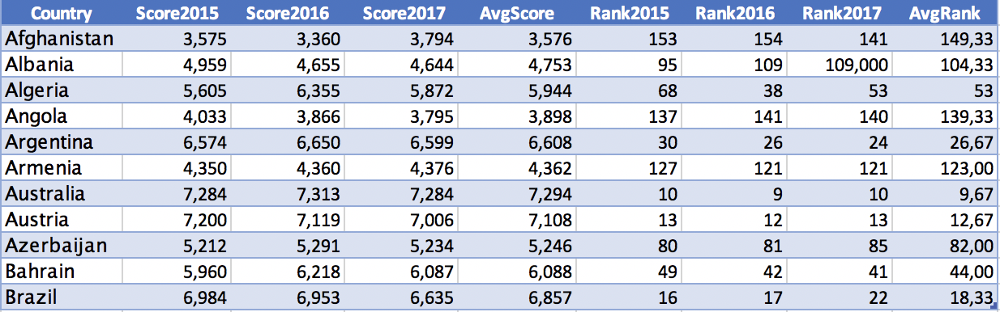 Country Score2015 Score2016 Score2017 AvgScore Rank2015 Rank2016 Rank2017 AvgRank
Afghanistan 3,575 3,360 3,794 3,576 153 154 141 149,33
Albania 4,959 4,655 4,644 4,753 95 109 109,000 104,33
Algeria 5,605 6,355 5,872 5,944 68 38 53 53
Angola 4,033 3,866 3,795 3,898 137 141 140 139,33
Argentina 6,574 6,650 6,599 6,608 30 26 24 26,67
Armenia 4,350 4,360 4,376 4,362 127 121 121 123,00
Australia 7,284 7,313 7,284 7,294 10 9 10 9,67
Austria 7,200 7,119 7,006 7,108 13 12 13 12,67
Azerbaijan 5,212 5,291 5,234 5,246 80 81 85 82,00
Bahrain 5,960 6,218 6,087 6,088 49 42 41 44,00
Brazil 6,984 6,953 6,635 6,857 16 17 22 18,33